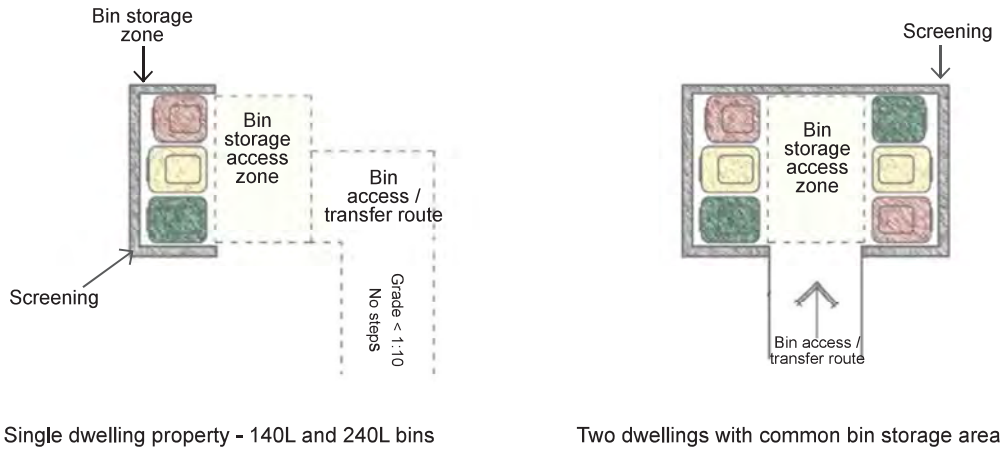 Bin storage
zone
Bin
storage
access
zone
Bin
access /
transfer route
Grade < 1:10
No steps
Screening
Single dwelling property - 140L and 240L bins
Screening
Bin
storage
access
zone
Bin access /
transfer route
Two dwellings with common bin storage area